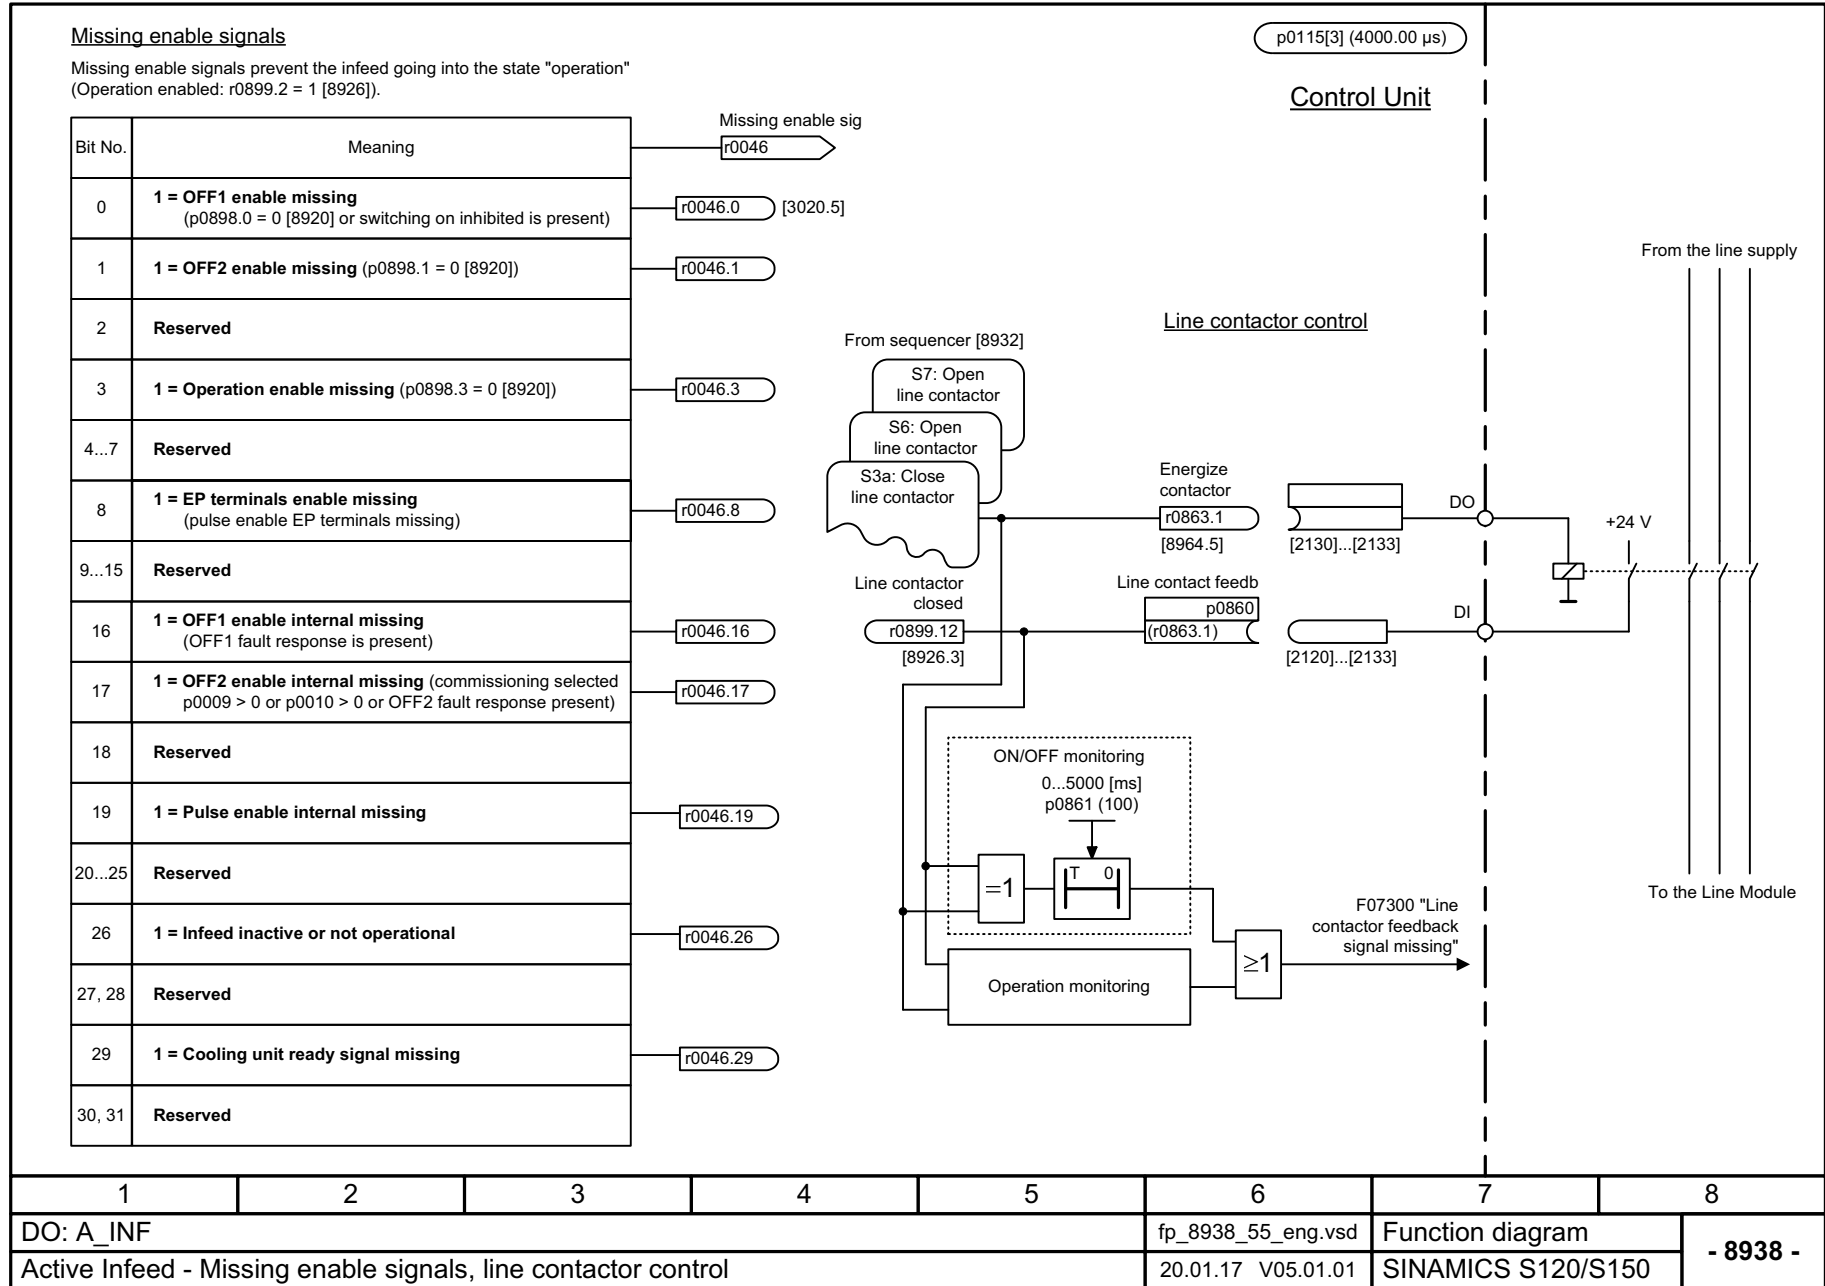 Missing enable signals
Missing enable signals prevent the infeed going into the state "operation"
(Operation enabled: r0899.2 = 1 [8926]).
p0115[3] (4000.00 µs)
Control Unit
Bit No.
Meaning
Missing enable sig
r0046
0
1 = OFF1 enable missing
(p0898.0 = 0 [8920] or switching on inhibited is present)
r0046.0
[3020.5]
1
1 = OFF2 enable missing (p0898.1 = 0 [8920])
r0046.1
2
Reserved
3
1 = Operation enable missing (p0898.3 = 0 [8920])
r0046.3
4...7
Reserved
8
1 = EP terminals enable missing
(pulse enable EP terminals missing)
r0046.8
9...15
Reserved
16
1 = OFF1 enable internal missing
(OFF1 fault response is present)
r0046.16
17
1 = OFF2 enable internal missing (commissioning selected
p0009 > 0 or p0010 > 0 or OFF2 fault response present)
r0046.17
18
Reserved
19
1 = Pulse enable internal missing
r0046.19
20...25
Reserved
26
1 = Infeed inactive or not operational
r0046.26
27, 28
Reserved
29
1 = Cooling unit ready signal missing
r0046.29
30, 31
Reserved
Line contactor control
From sequencer [8932]
S7: Open
line contactor
S6: Open
line contactor
S3a: Close
line contactor
Energize
contactor
r0863.1
[8964.5]
[2130]...[2133]
DO
Line contactor
closed
r0899.12
[8926.3]
Line contact feedb
p0860
(r0863.1)
[2120]...[2133]
DI
+24 V
From the line supply
To the Line Module
ON/OFF monitoring
0...5000 [ms]
p0861 (100)
=1
T 0
Operation monitoring
≥1
F07300 "Line
contactor feedback
signal missing"
1 2 3 4 5 6 7 8
DO: A_INF
fp_8938_55_eng.vsd
Function diagram
- 8938 -
Active Infeed - Missing enable signals, line contactor control
20.01.17 V05.01.01
SINAMICS S120/S150